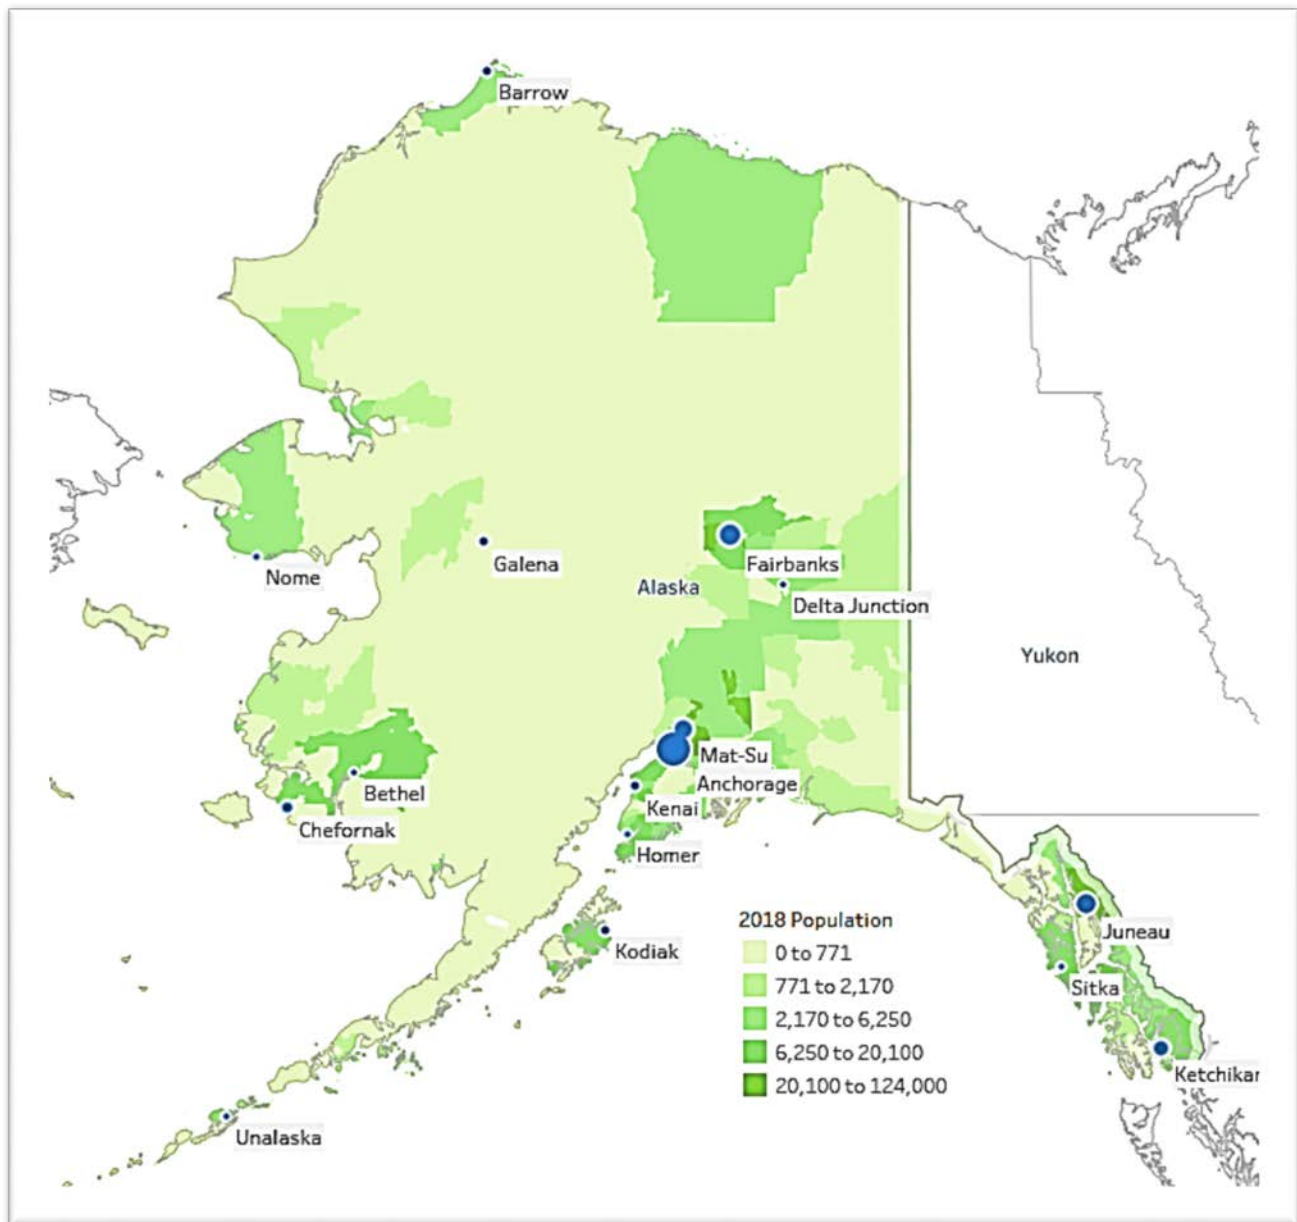 Barrow
Galena
Nome
Fairbanks
Alaska
Delta Junction
Yukon
Mat-Su
Anchorage
Bethel
Kenai
Chefornak
Homer
2018 Population
0 to 771
771 to 2,170
2,170 to 6,250
6,250 to 20,100
20,100 to 124,000
Juneau
Kodiak
Sitka
Ketchikar
Unalaska